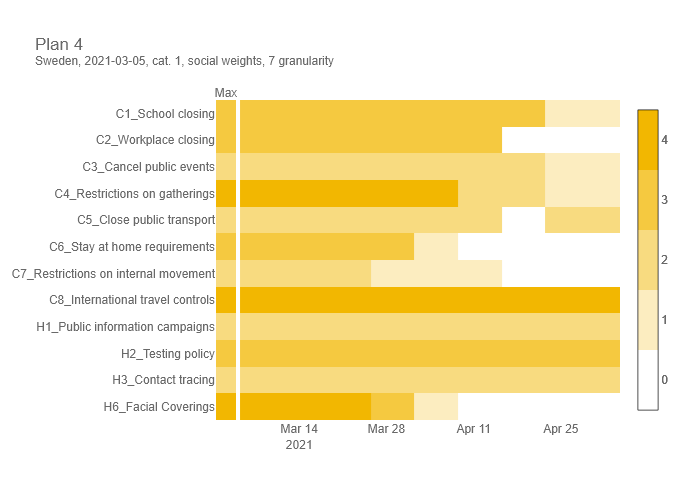 Plan 4
Sweden, 2021-03-05, cat. 1, social weights, 7 granularity
Max
C1_School closing
C2_Workplace closing
C3_Cancel public events
C4_Restrictions on gatherings
C5_Close public transport
C6_Stay at home requirements
C7_Restrictions on internal movement
C8_International travel controls
H1_Public information campaigns
H2_Testing policy
H3_Contact tracing
H6_Facial Coverings
Mar 14 Mar 28 Apr 11 Apr 25
2021
4
3
2
1
0